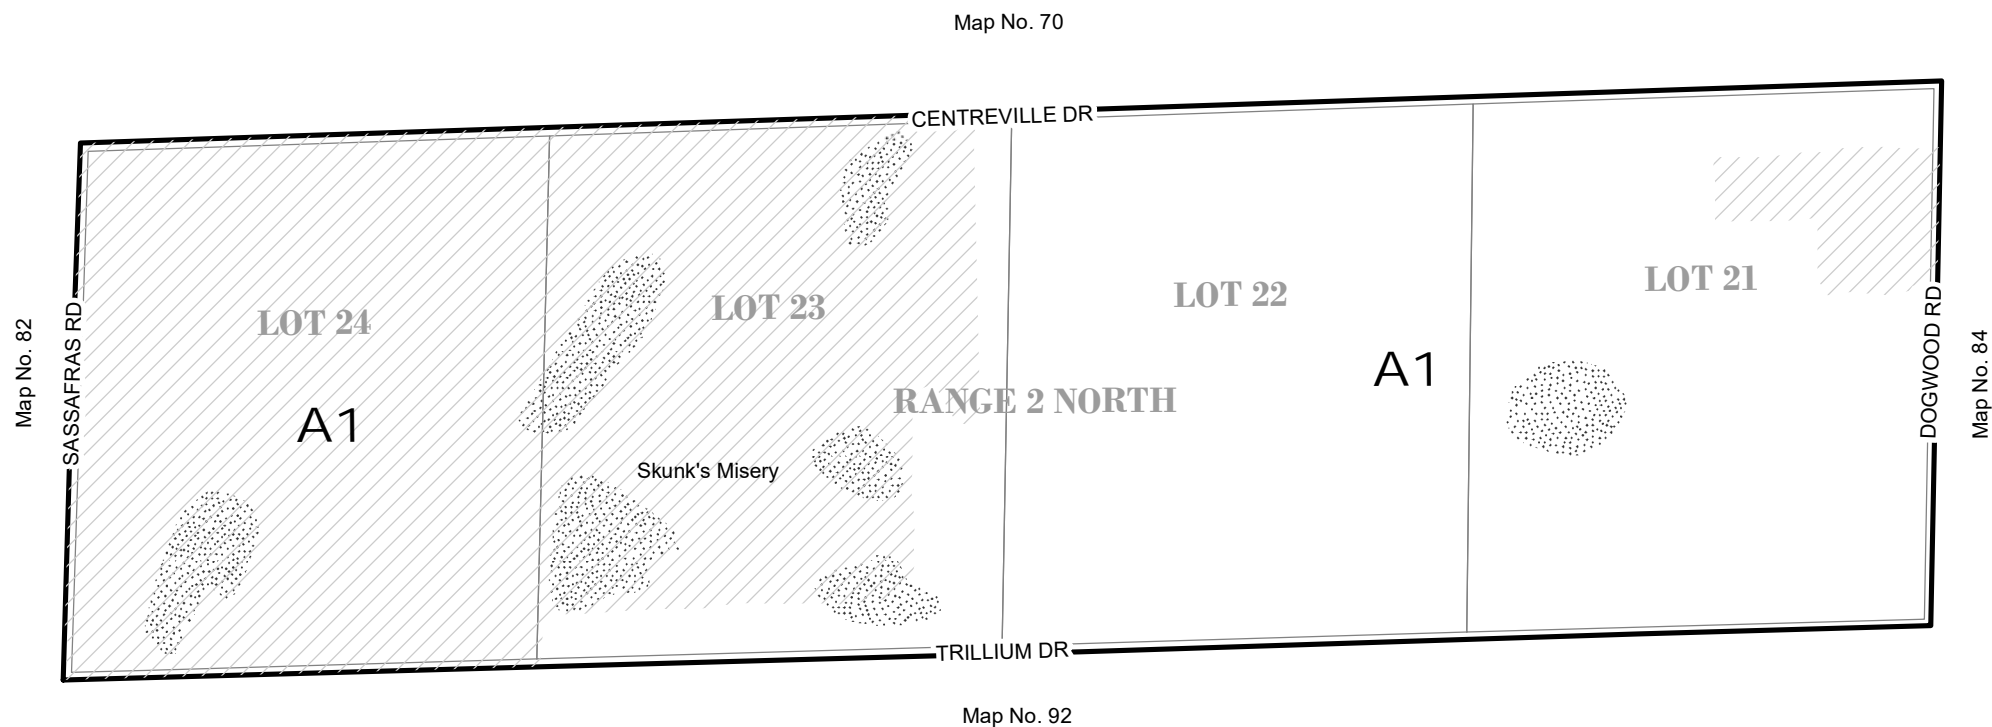 Map No. 70
CENTREVILLE DR
LOT 24
LOT 23
LOT 22
LOT 21
SASSAFRAS RD
Map No. 82
DOGWOOD RD
Map No. 84
A1
RANGE 2 NORTH
A1
Skunk's Misery
TRILLIUM DR
Map No. 92